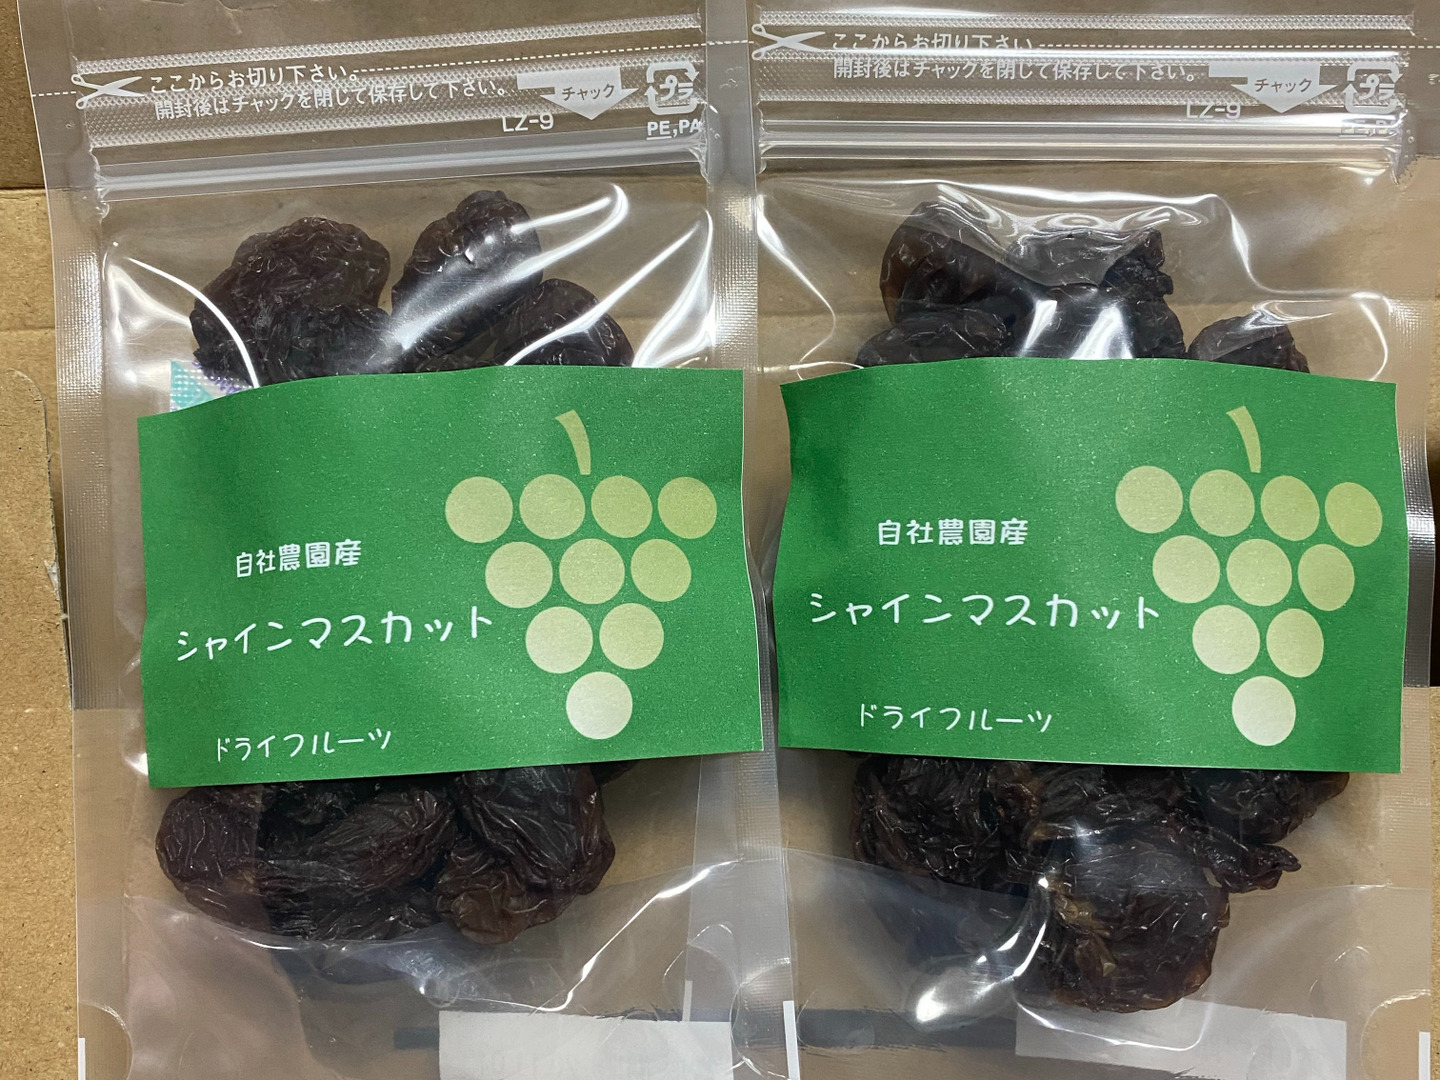 ここからお切り下さい。
開封後はチャックを閉じて保存して下さい。
チャック
プラ
LZ-9
PE,PA
自社農園産
シャインマスカット
ドライフルーツ
ここからお切り下さい。
開封後はチャックを閉じて保存して下さい。
チャック
プラ
LZ-9
自社農園産
シャインマスカット
ドライフルーツ